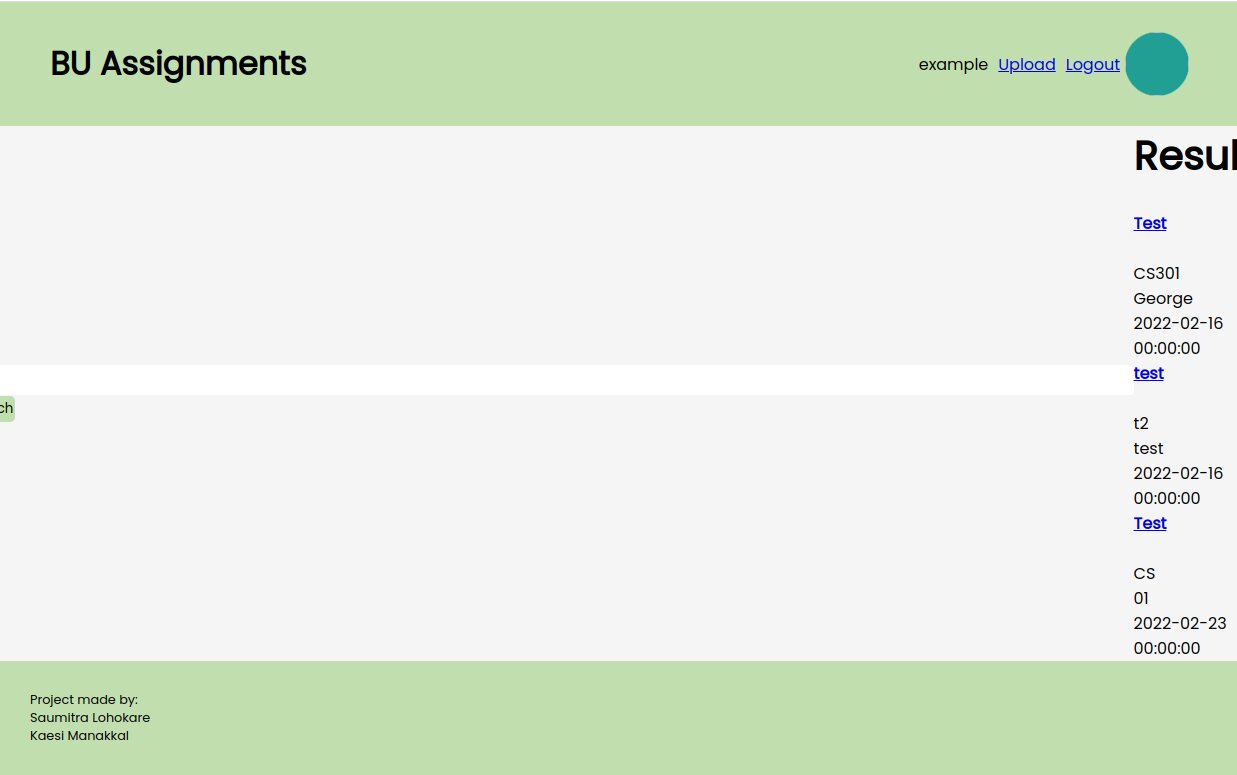 BU Assignments
example Upload Logout
Resul
Test
CS301
George
2022-02-16
00:00:00
test
ch
t2
test
2022-02-16
00:00:00
Test
CS
01
2022-02-23
00:00:00
Project made by:
Saumitra Lohokare
Kaesi Manakkal